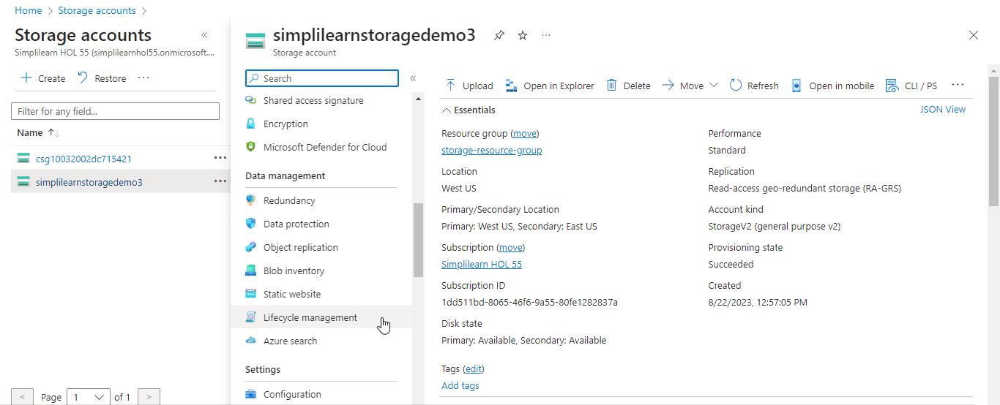 Home > Storage accounts >
Storage accounts «
Simplilearn HOL 55 (simplilearnhol55.onmicrosoft....
+ Create Restore ...
Filter for any field...
Name ↑↓
csg10032002dc715421 ...
simplilearnstoragedemo3 ...
< Page 1 of 1 >
simplilearnstoragedemo3 ...
Storage account
Search «
Shared access signature
Encryption
Microsoft Defender for Cloud
Data management
Redundancy
Data protection
Object replication
Blob inventory
Static website
Lifecycle management
Azure search
Settings
Configuration
Upload Open in Explorer Delete Move Refresh Open in mobile CLI / PS ...
Essentials JSON View
Resource group (move)
storage-resource-group
Location
West US
Primary/Secondary Location
Primary: West US, Secondary: East US
Subscription (move)
Simplilearn HOL 55
Subscription ID
1dd511bd-8065-46f6-9a55-80fe1282837a
Disk state
Primary: Available, Secondary: Available
Tags (edit)
Add tags
Performance
Standard
Replication
Read-access geo-redundant storage (RA-GRS)
Account kind
StorageV2 (general purpose v2)
Provisioning state
Succeeded
Created
8/22/2023, 12:57:05 PM